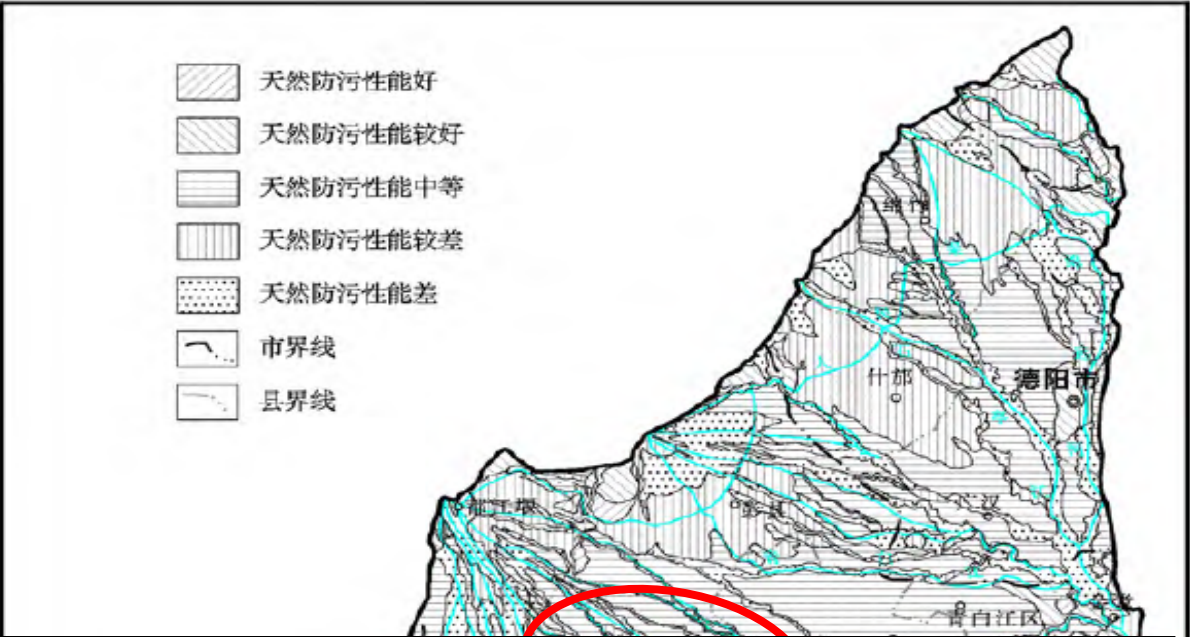 天然防污性能好
天然防污性能较好
天然防污性能中等
天然防污性能较差
天然防污性能差
市界线
县界线
绵竹
什邡
德阳市
都江堰
广汉
青白江区